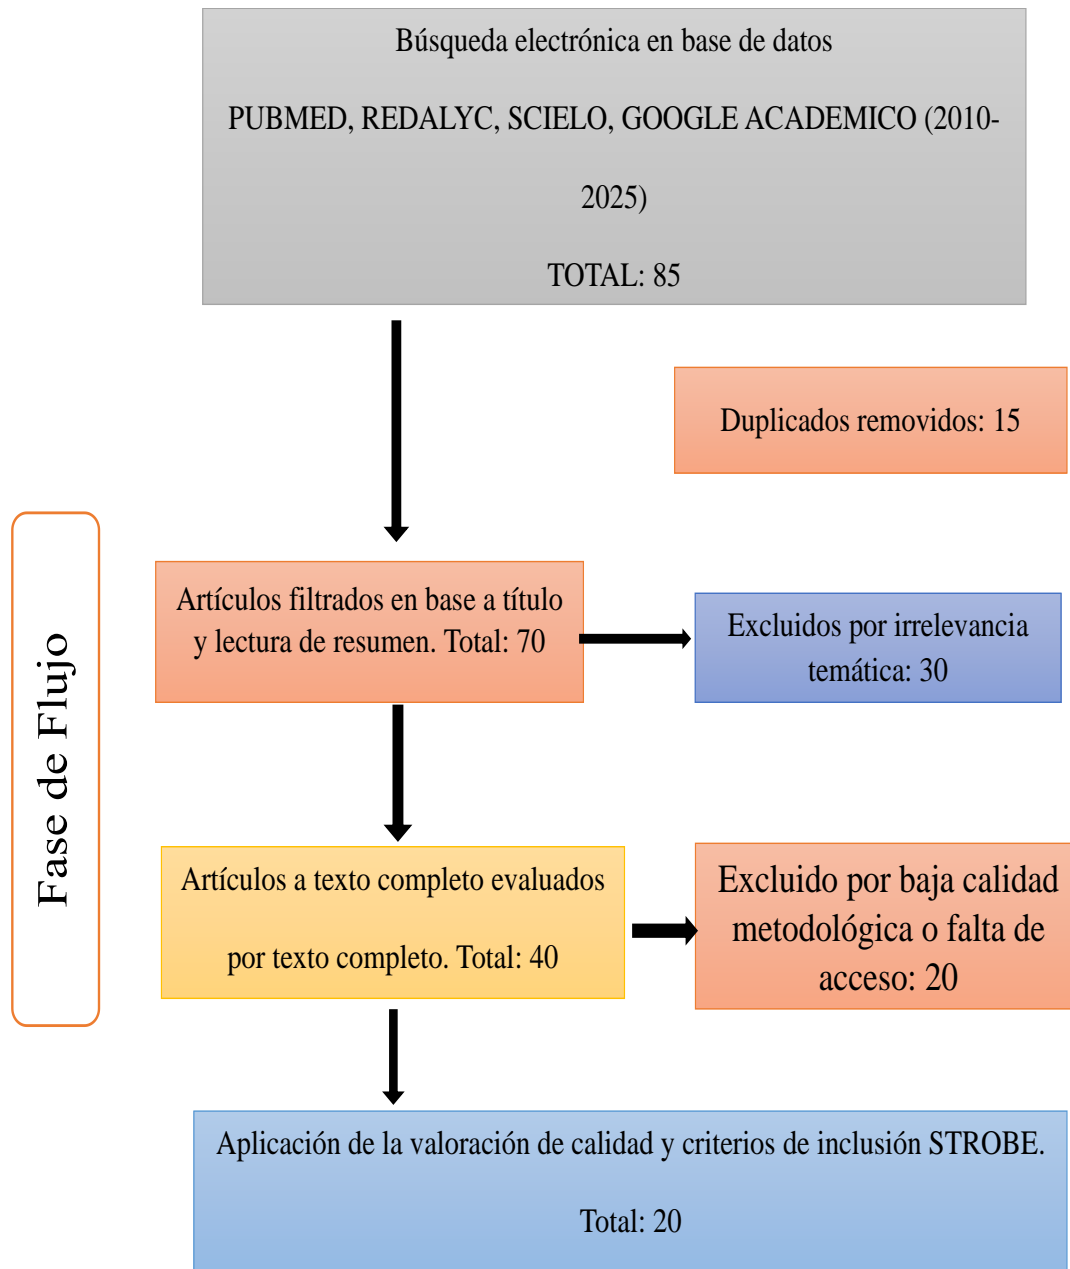 Búsqueda electrónica en base de datos
PUBMED, REDALYC, SCIELO, GOOGLE ACADEMICO (2010-
2025)
TOTAL: 85
Duplicados removidos: 15
Fase de Flujo
Artículos filtrados en base a título
y lectura de resumen. Total: 70
Excluidos por irrelevancia
temática: 30
Artículos a texto completo evaluados
por texto completo. Total: 40
Excluido por baja calidad
metodológica o falta de
acceso: 20
Aplicación de la valoración de calidad y criterios de inclusión STROBE.
Total: 20